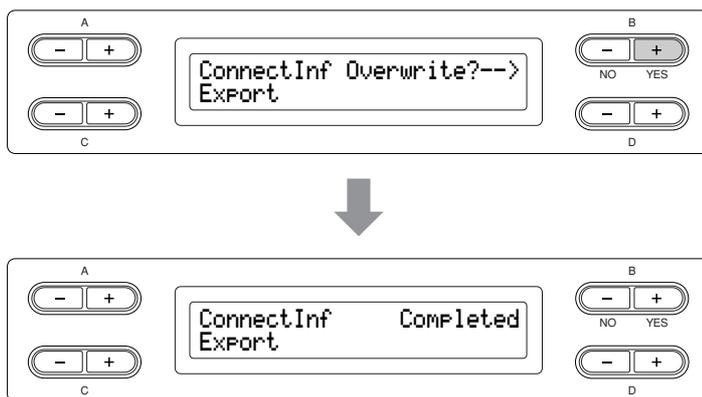 A
B
- +
- +
ConnectInf Overwrite?-->
NO YES
Export
- +
- +
C
D
A
B
- +
- +
ConnectInf Completed
NO YES
Export
- +
- +
C
D